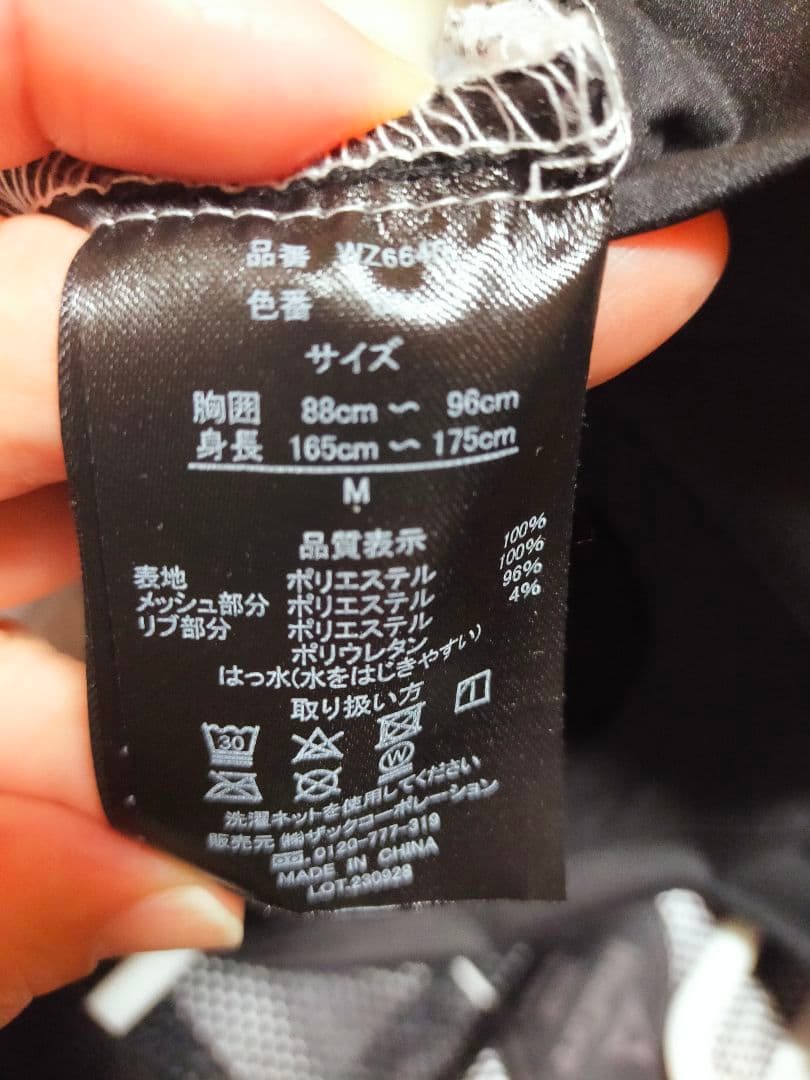 品番
色番
サイズ
胸囲 88cm 〜 96cm
身長 165cm 〜 175cm
M
品質表示
表地 ポリエステル 100%
メッシュ部分 ポリエステル 100%
リブ部分 ポリエステル 96%
ポリウレタン 4%
はっ水(水をはじきやすい)
取り扱い方
30
W
洗濯ネットを使用してください
販売元 ㈱ザックコーポレーション
0120-777-319
MADE IN CHINA
LOT.230928